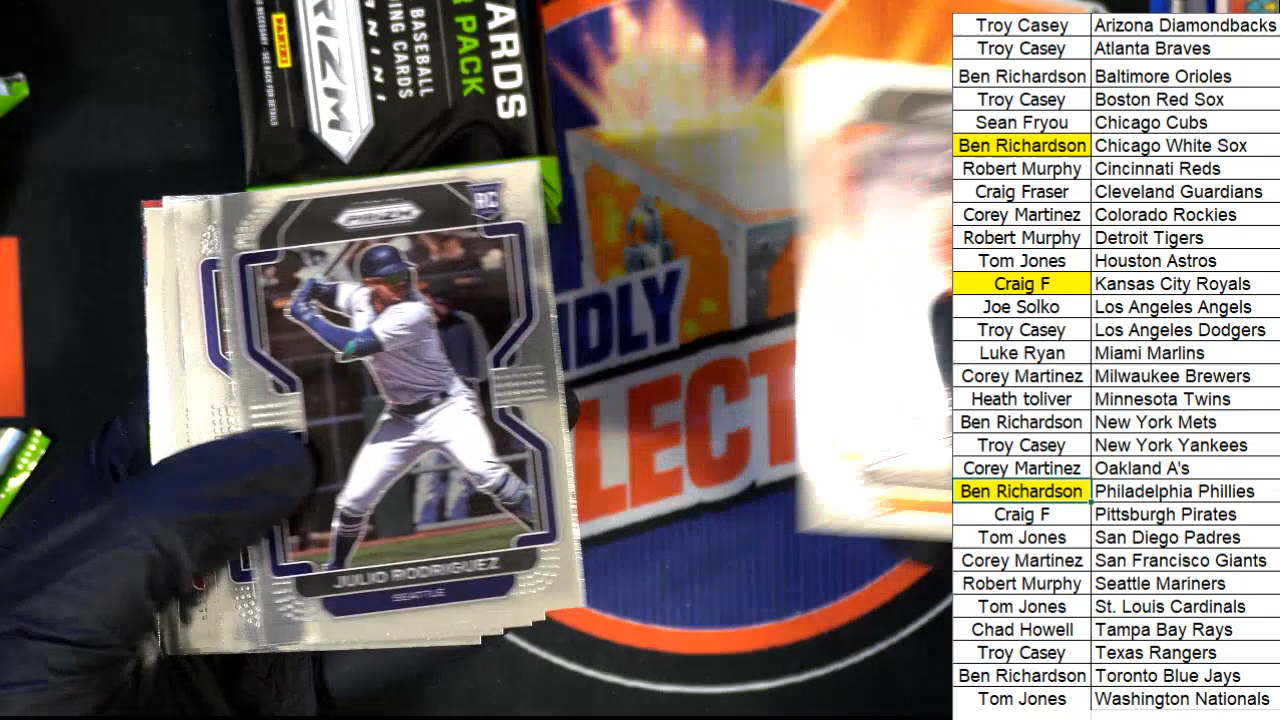 CARDS
PACK
BASEBALL
CARDS
PANINI
PRIZM
PANINI
RC
PRIZM
JULIO RODRIGUEZ
SEATTLE
DLY
LECT
Troy Casey Arizona Diamondbacks
Troy Casey Atlanta Braves
Ben Richardson Baltimore Orioles
Troy Casey Boston Red Sox
Sean Fryou Chicago Cubs
Ben Richardson Chicago White Sox
Robert Murphy Cincinnati Reds
Craig Fraser Cleveland Guardians
Corey Martinez Colorado Rockies
Robert Murphy Detroit Tigers
Tom Jones Houston Astros
Craig F Kansas City Royals
Joe Solko Los Angeles Angels
Troy Casey Los Angeles Dodgers
Luke Ryan Miami Marlins
Corey Martinez Milwaukee Brewers
Heath toliver Minnesota Twins
Ben Richardson New York Mets
Troy Casey New York Yankees
Corey Martinez Oakland A's
Ben Richardson Philadelphia Phillies
Craig F Pittsburgh Pirates
Tom Jones San Diego Padres
Corey Martinez San Francisco Giants
Robert Murphy Seattle Mariners
Tom Jones St. Louis Cardinals
Chad Howell Tampa Bay Rays
Troy Casey Texas Rangers
Ben Richardson Toronto Blue Jays
Tom Jones Washington Nationals